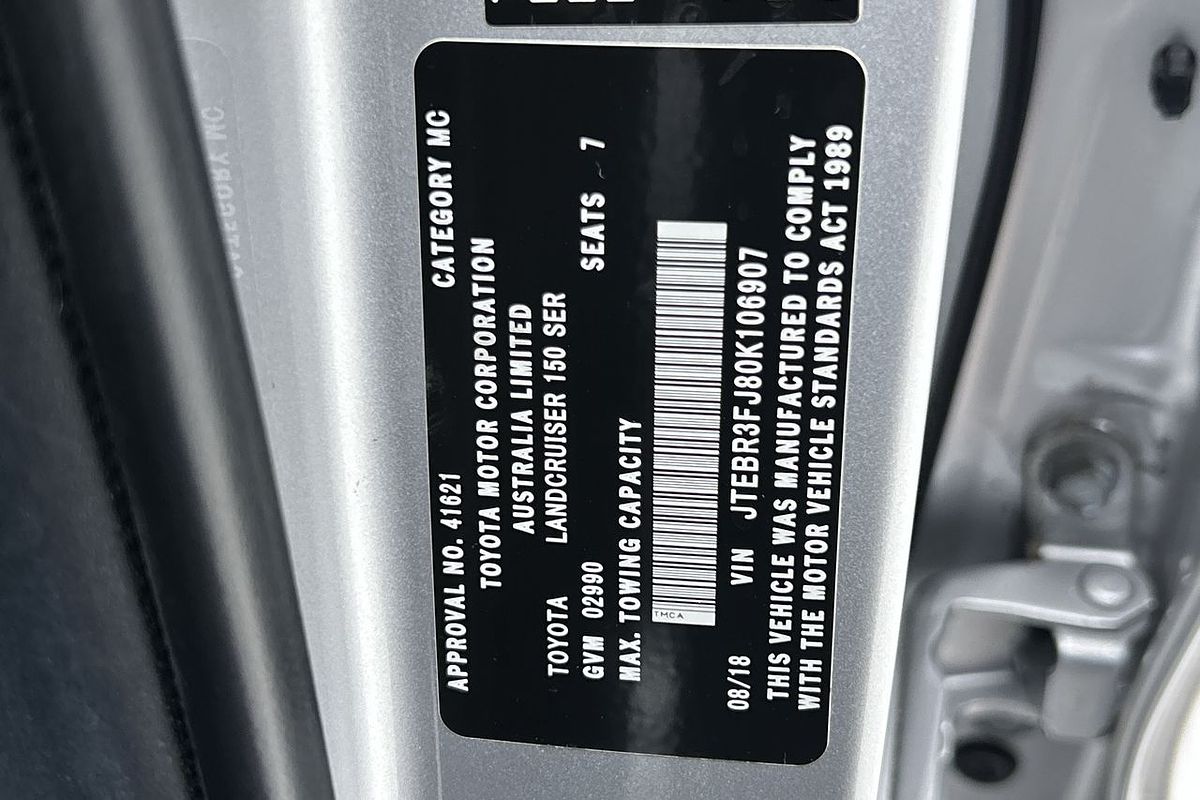 APPROVAL NO. 41621 CATEGORY MC
TOYOTA MOTOR CORPORATION
AUSTRALIA LIMITED
TOYOTA LANDCRUISER 150 SER
GVM 02990 SEATS 7
MAX. TOWING CAPACITY
TMCA
08/18 VIN JTEBR3FJ80K106907
THIS VEHICLE WAS MANUFACTURED TO COMPLY
WITH THE MOTOR VEHICLE STANDARDS ACT 1989
CATEGORY MC